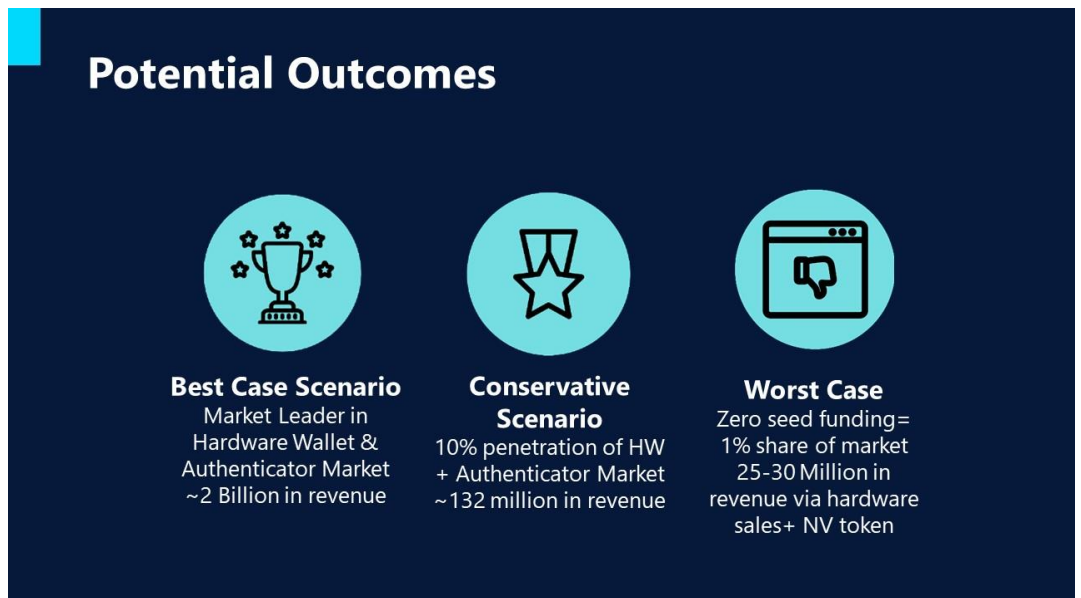 Potential Outcomes
Best Case Scenario
Market Leader in
Hardware Wallet &
Authenticator Market
~2 Billion in revenue
Conservative
Scenario
10% penetration of HW
+ Authenticator Market
~132 million in revenue
Worst Case
Zero seed funding=
1% share of market
25-30 Million in
revenue via hardware
sales+ NV token